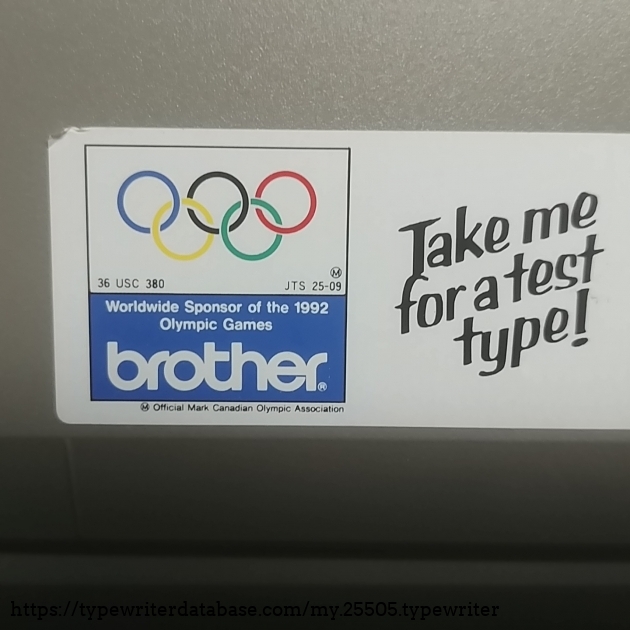 36 USC 380
Ⓜ
JTS 25-09
Worldwide Sponsor of the 1992
Olympic Games
brother®
Ⓜ Official Mark Canadian Olympic Association
Take me
for a test
type!
https://typewriterdatabase.com/my.25505.typewriter